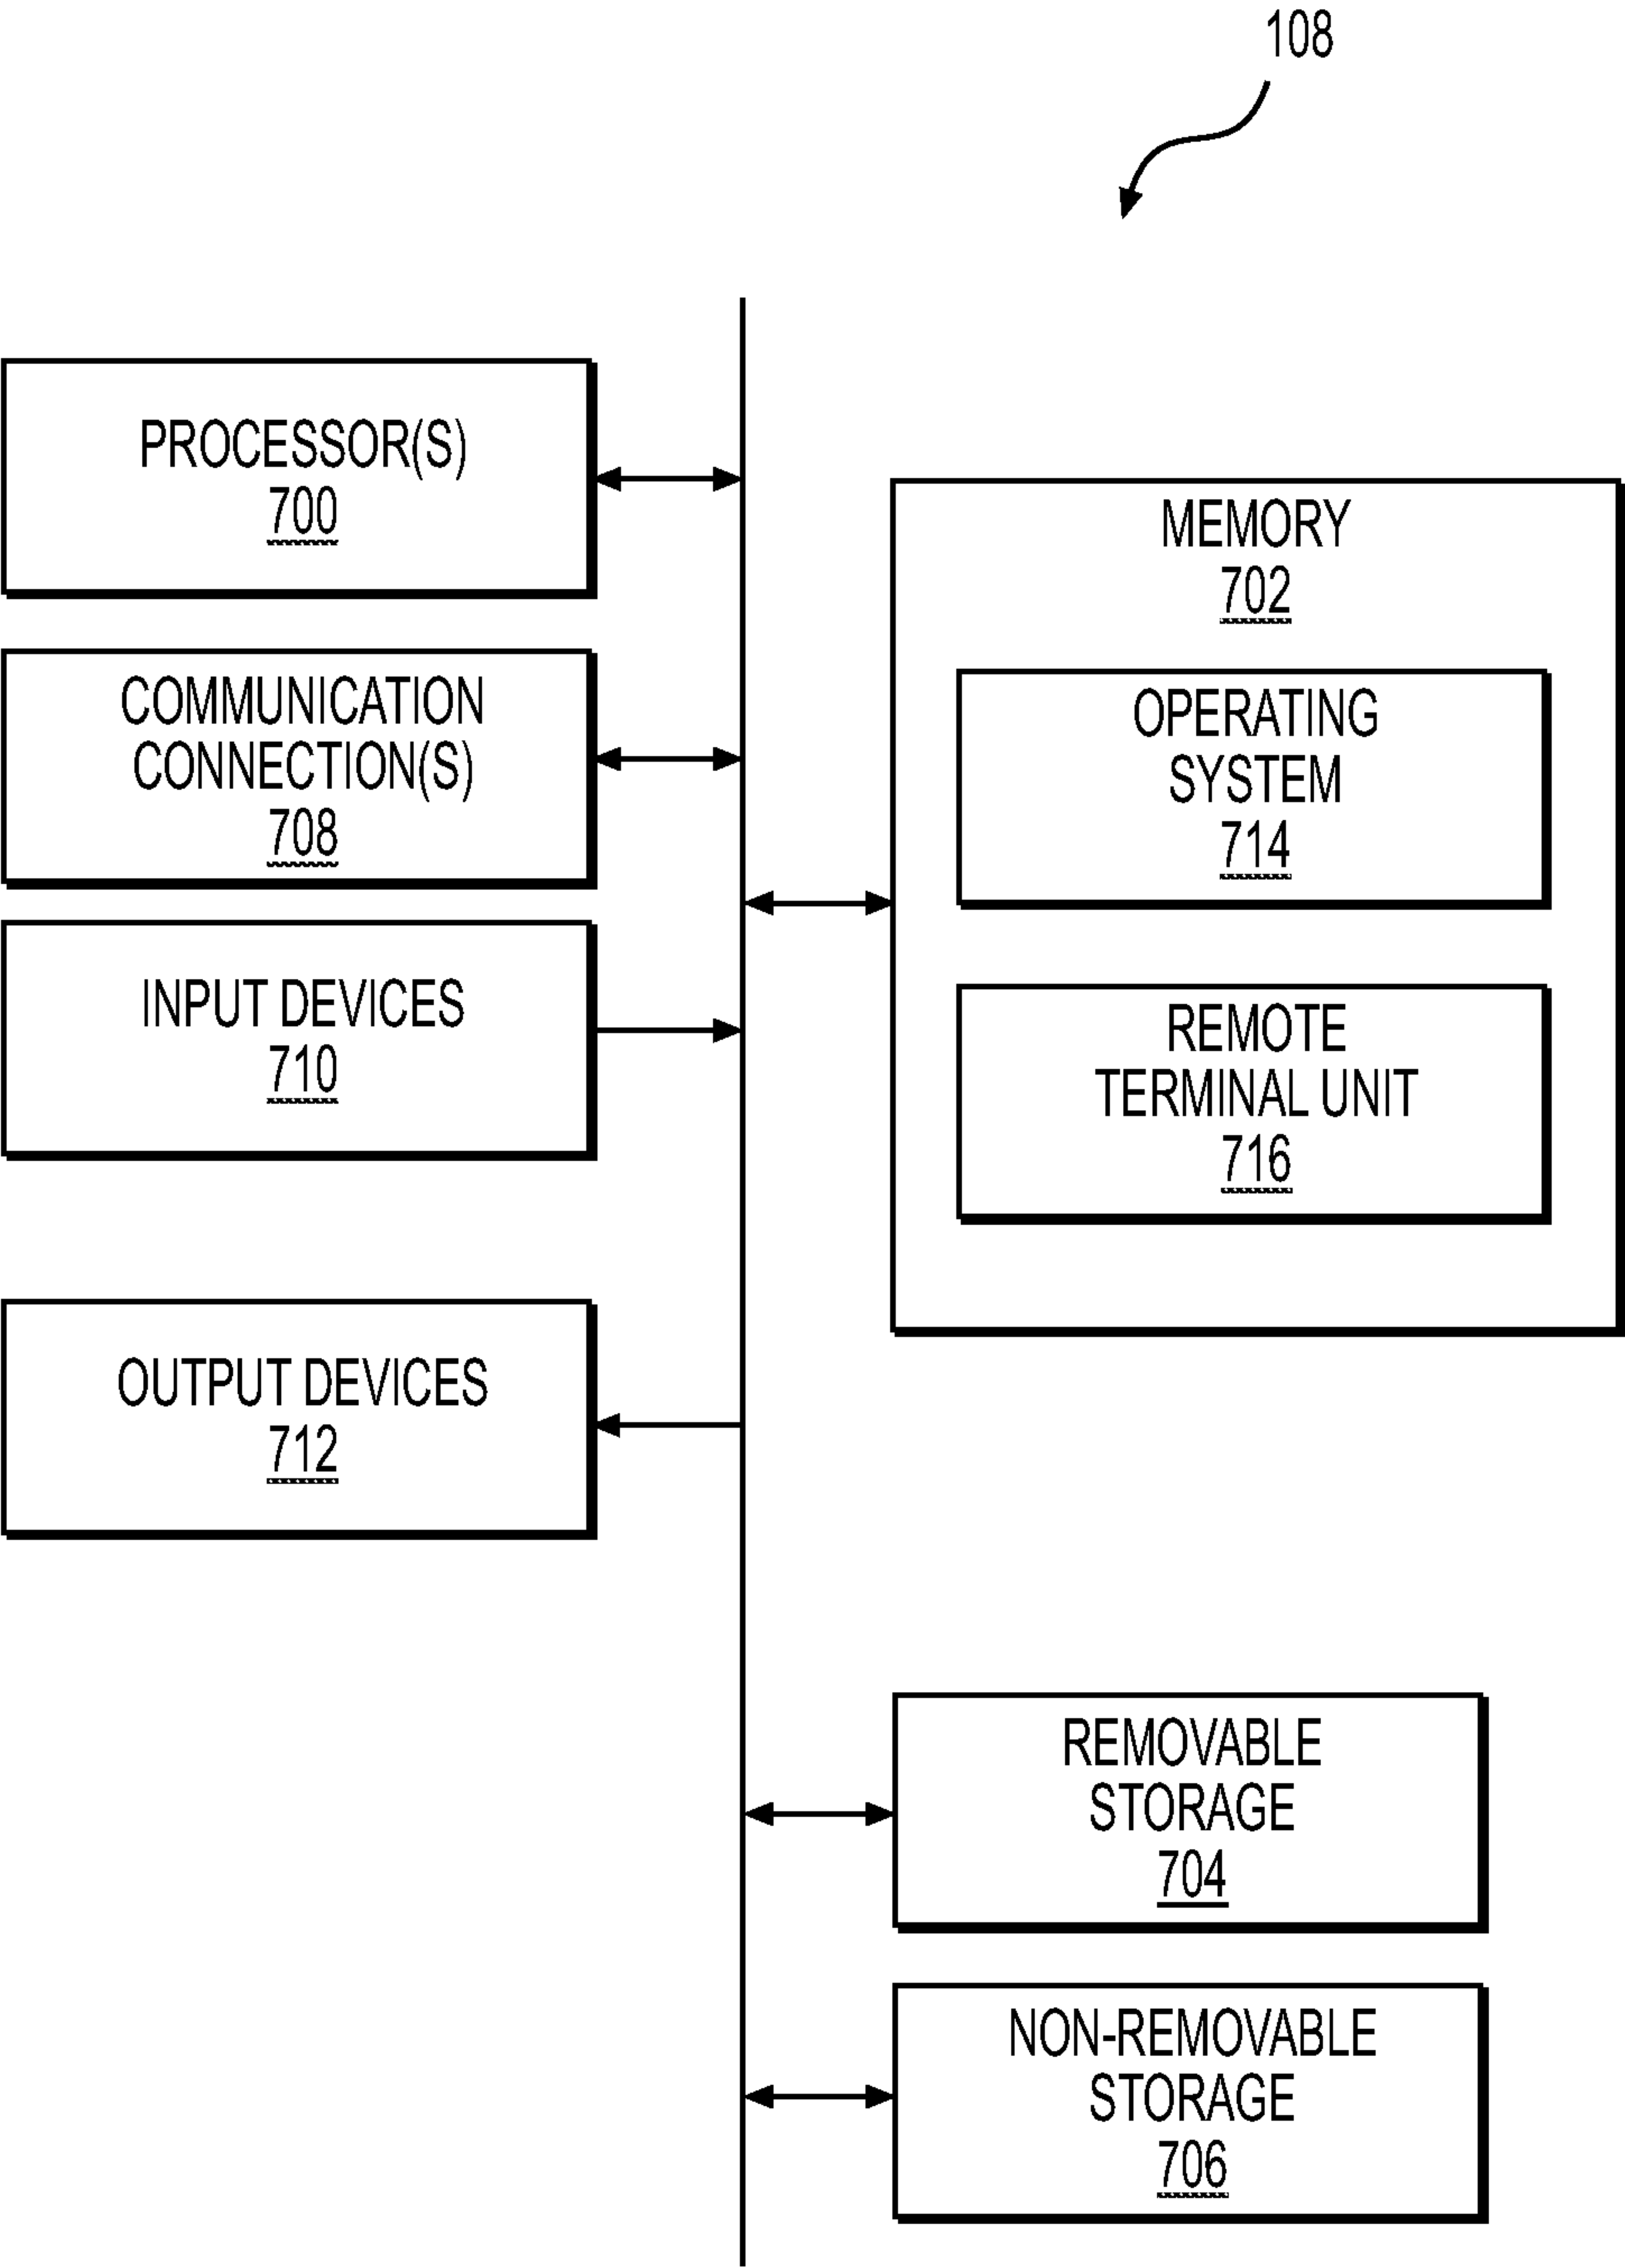 108
PROCESSOR(S)
700
COMMUNICATION
CONNECTION(S)
708
INPUT DEVICES
710
OUTPUT DEVICES
712
MEMORY
702
OPERATING
SYSTEM
714
REMOTE
TERMINAL UNIT
716
REMOVABLE
STORAGE
704
NON-REMOVABLE
STORAGE
706